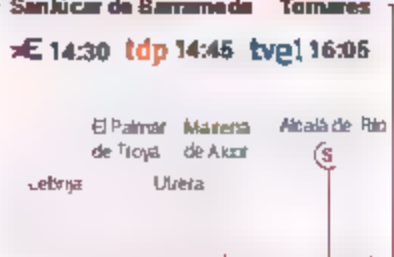 Sanlúcar de Barrameda Tomares
14:30 tdp 14:45 tve1 16:05
El Palmar Mairena Alcalá de Río
de Troya de Alcor S
Lebrija Utrera